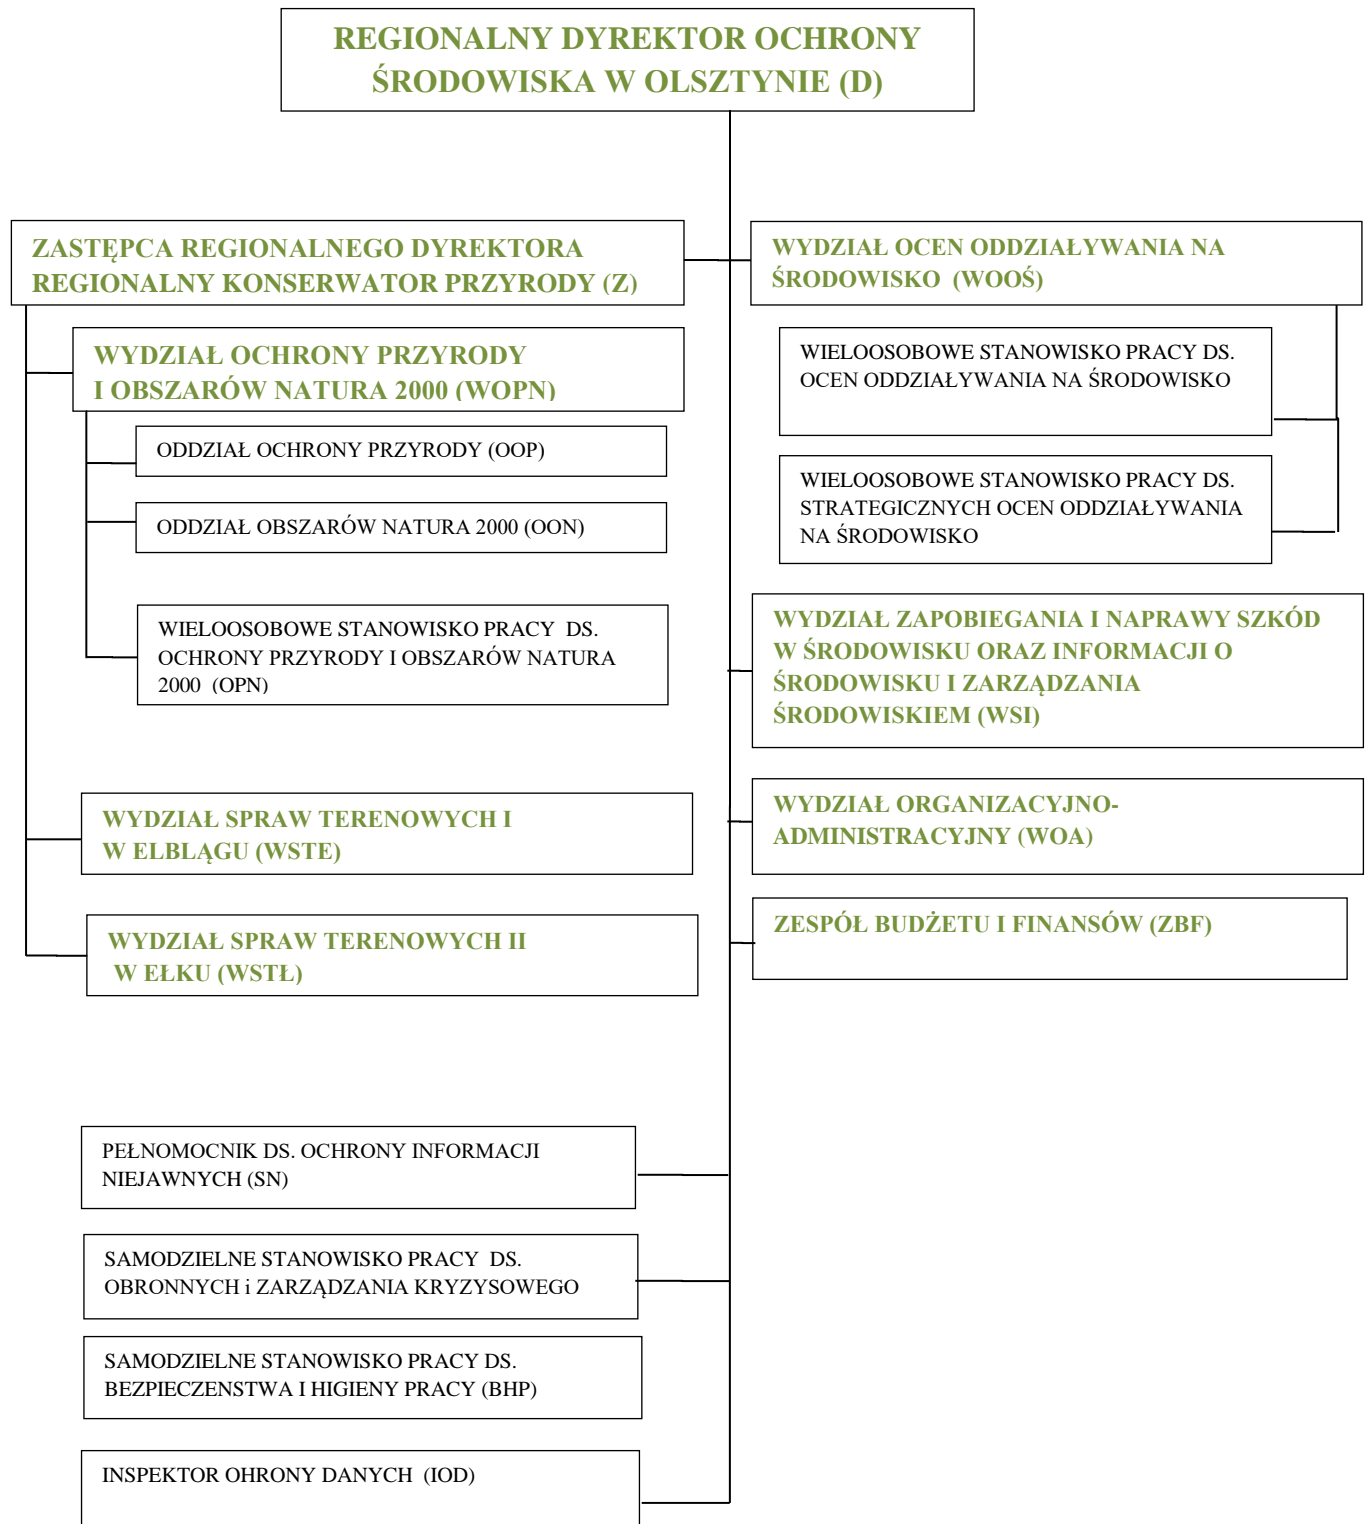 REGIONALNY DYREKTOR OCHRONY
ŚRODOWISKA W OLSZTYNIE (D)
ZASTĘPCA REGIONALNEGO DYREKTORA
REGIONALNY KONSERWATOR PRZYRODY (Z)
WYDZIAŁ OCHRONY PRZYRODY
I OBSZARÓW NATURA 2000 (WOPN)
ODDZIAŁ OCHRONY PRZYRODY (OOP)
ODDZIAŁ OBSZARÓW NATURA 2000 (OON)
WIELOOSOBOWE STANOWISKO PRACY DS.
OCHRONY PRZYRODY I OBSZARÓW NATURA
2000 (OPN)
WYDZIAŁ SPRAW TERENOWYCH I
W ELBLĄGU (WSTE)
WYDZIAŁ SPRAW TERENOWYCH II
W EŁKU (WSTŁ)
WYDZIAŁ OCEN ODDZIAŁYWANIA NA
ŚRODOWISKO (WOOŚ)
WIELOOSOBOWE STANOWISKO PRACY DS.
OCEN ODDZIAŁYWANIA NA ŚRODOWISKO
WIELOOSOBOWE STANOWISKO PRACY DS.
STRATEGICZNYCH OCEN ODDZIAŁYWANIA
NA ŚRODOWISKO
WYDZIAŁ ZAPOBIEGANIA I NAPRAWY SZKÓD
W ŚRODOWISKU ORAZ INFORMACJI O
ŚRODOWISKU I ZARZĄDZANIA
ŚRODOWISKIEM (WSI)
WYDZIAŁ ORGANIZACYJNO-
ADMINISTRACYJNY (WOA)
ZESPÓŁ BUDŻETU I FINANSÓW (ZBF)
PEŁNOMOCNIK DS. OCHRONY INFORMACJI
NIEJAWNYCH (SN)
SAMODZIELNE STANOWISKO PRACY DS.
OBRONNYCH i ZARZĄDZANIA KRYZYSOWEGO
SAMODZIELNE STANOWISKO PRACY DS.
BEZPIECZENSTWA I HIGIENY PRACY (BHP)
INSPEKTOR OHRONY DANYCH (IOD)